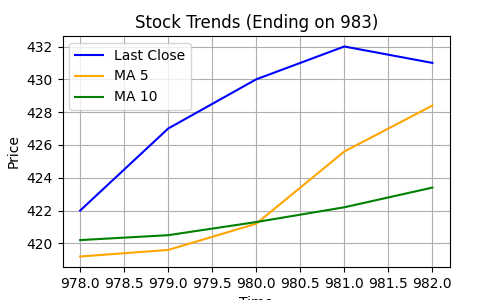 Stock Trends (Ending on 983)
Last Close
MA 5
MA 10
Price
432
430
428
426
424
422
420
978.0 978.5 979.0 979.5 980.0 980.5 981.0 981.5 982.0
Time